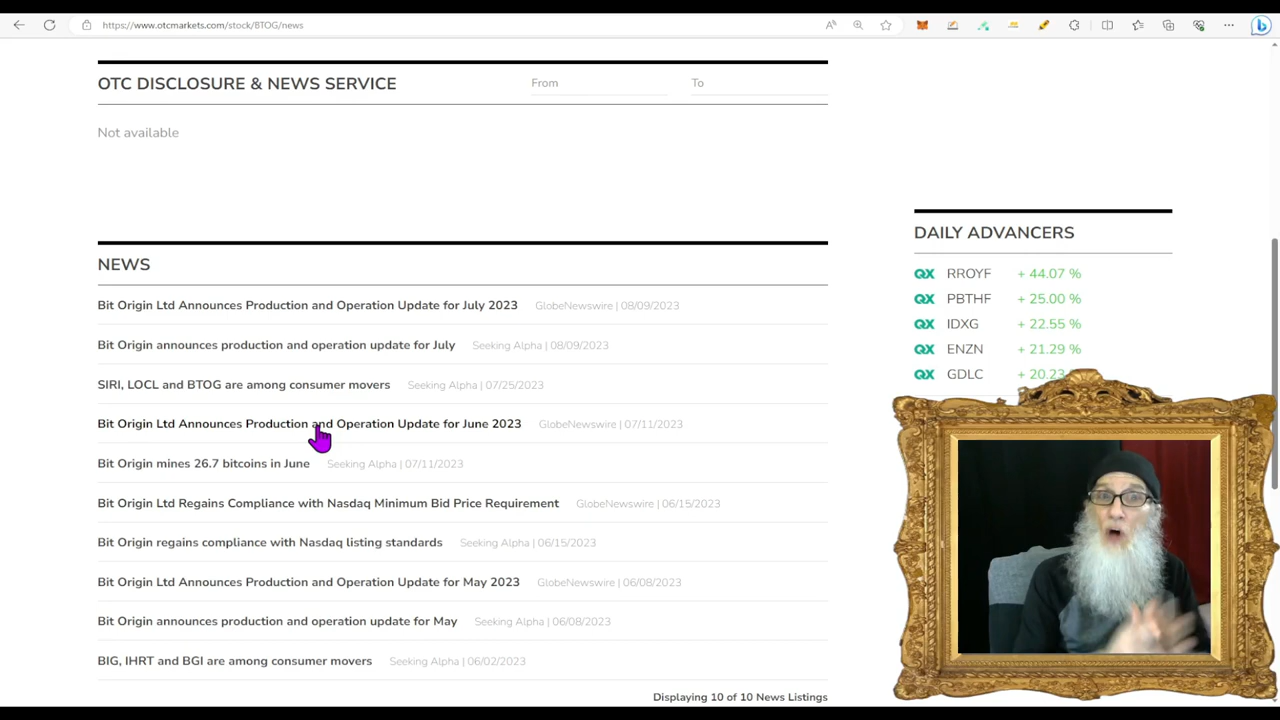 https://www.otcmarkets.com/stock/BTOG/news
OTC DISCLOSURE & NEWS SERVICE
From
To
Not available
NEWS
Bit Origin Ltd Announces Production and Operation Update for July 2023 GlobeNewswire | 08/09/2023
Bit Origin announces production and operation update for July Seeking Alpha | 08/09/2023
SIRI, LOCL and BTOG are among consumer movers Seeking Alpha | 07/25/2023
Bit Origin Ltd Announces Production and Operation Update for June 2023 GlobeNewswire | 07/11/2023
Bit Origin mines 26.7 bitcoins in June Seeking Alpha | 07/11/2023
Bit Origin Ltd Regains Compliance with Nasdaq Minimum Bid Price Requirement GlobeNewswire | 06/15/2023
Bit Origin regains compliance with Nasdaq listing standards Seeking Alpha | 06/15/2023
Bit Origin Ltd Announces Production and Operation Update for May 2023 GlobeNewswire | 06/08/2023
Bit Origin announces production and operation update for May Seeking Alpha | 06/08/2023
BIG, IHRT and BGI are among consumer movers Seeking Alpha | 06/02/2023
Displaying 10 of 10 News Listings
DAILY ADVANCERS
QX RROYF + 44.07 %
QX PBTHF + 25.00 %
QX IDXG + 22.55 %
QX ENZN + 21.29 %
QX GDLC